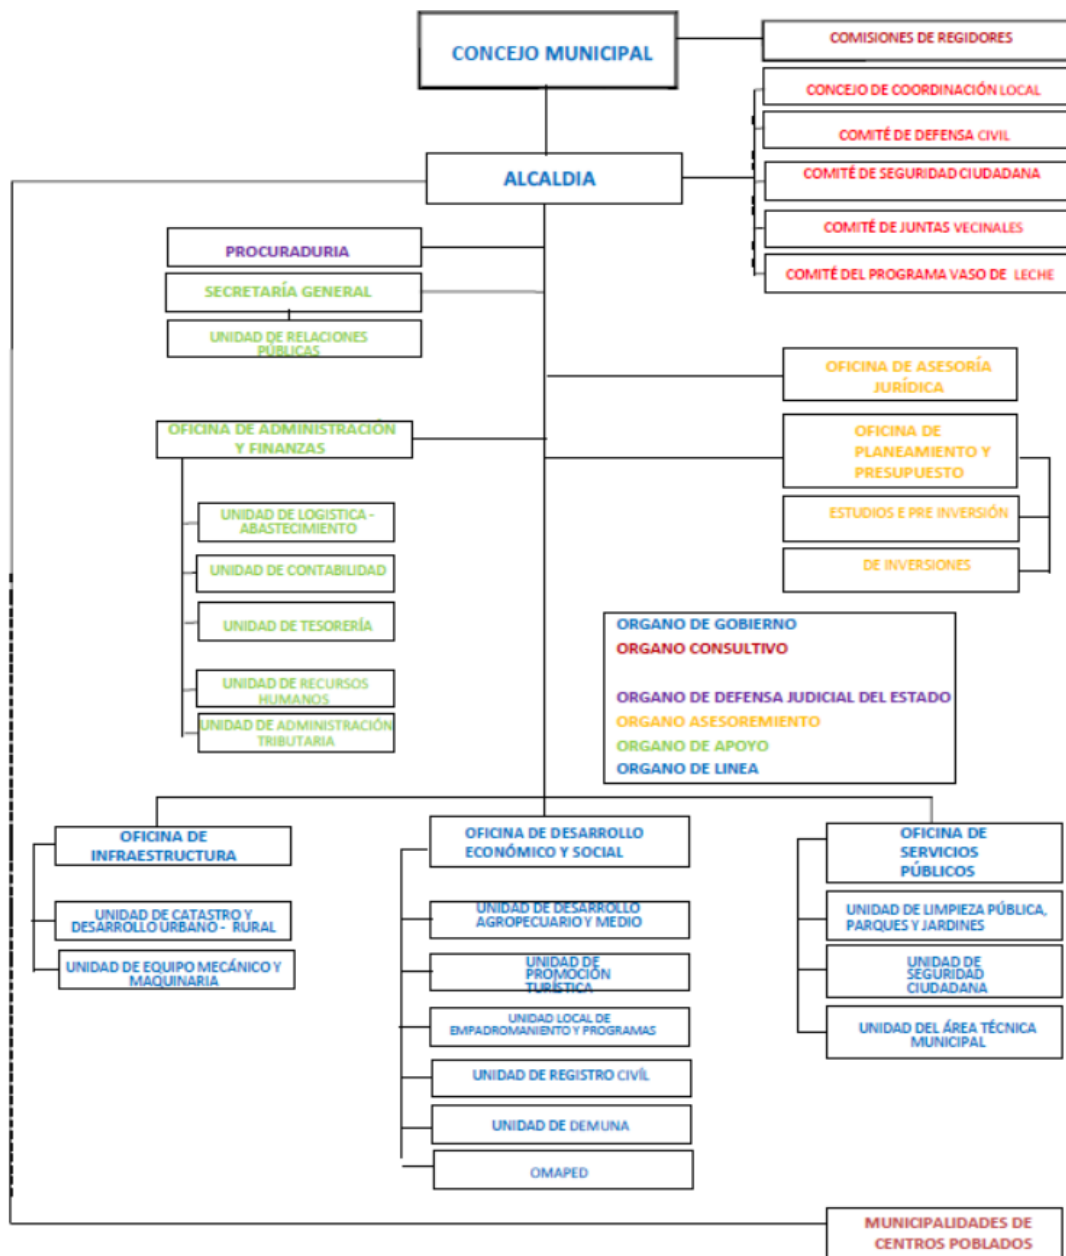 CONCEJO MUNICIPAL
COMISIONES DE REGIDORES
CONCEJO DE COORDINACIÓN LOCAL
COMITÉ DE DEFENSA CIVIL
ALCALDIA
COMITÉ DE SEGURIDAD CIUDADANA
COMITÉ DE JUNTAS VECINALES
COMITÉ DEL PROGRAMA VASO DE LECHE
PROCURADURIA
SECRETARÍA GENERAL
UNIDAD DE RELACIONES
PÚBLICAS
OFICINA DE ASESORÍA
JURÍDICA
OFICINA DE ADMINISTRACIÓN
Y FINANZAS
OFICINA DE
PLANEAMIENTO Y
PRESUPUESTO
UNIDAD DE LOGISTICA -
ABASTECIMIENTO
UNIDAD DE CONTABILIDAD
UNIDAD DE TESORERÍA
UNIDAD DE RECURSOS
HUMANOS
UNIDAD DE ADMINISTRACIÓN
TRIBUTARIA
ESTUDIOS E PRE INVERSIÓN
DE INVERSIONES
ORGANO DE GOBIERNO
ORGANO CONSULTIVO
ORGANO DE DEFENSA JUDICIAL DEL ESTADO
ORGANO ASESOREMIENTO
ORGANO DE APOYO
ORGANO DE LINEA
OFICINA DE
INFRAESTRUCTURA
UNIDAD DE CATASTRO Y
DESARROLLO URBANO - RURAL
UNIDAD DE EQUIPO MECÁNICO Y
MAQUINARIA
OFICINA DE DESARROLLO
ECONÓMICO Y SOCIAL
UNIDAD DE DESARROLLO
AGROPECUARIO Y MEDIO
UNIDAD DE
PROMOCIÓN
TURÍSTICA
UNIDAD LOCAL DE
EMPADROMANIENTO Y PROGRAMAS
UNIDAD DE REGISTRO CIVÍL
UNIDAD DE DEMUNA
OMAPED
OFICINA DE
SERVICIOS
PÚBLICOS
UNIDAD DE LIMPIEZA PÚBLICA,
PARQUES Y JARDINES
UNIDAD DE
SEGURIDAD
CIUDADANA
UNIDAD DEL ÁREA TÉCNICA
MUNICIPAL
MUNICIPALIDADES DE
CENTROS POBLADOS